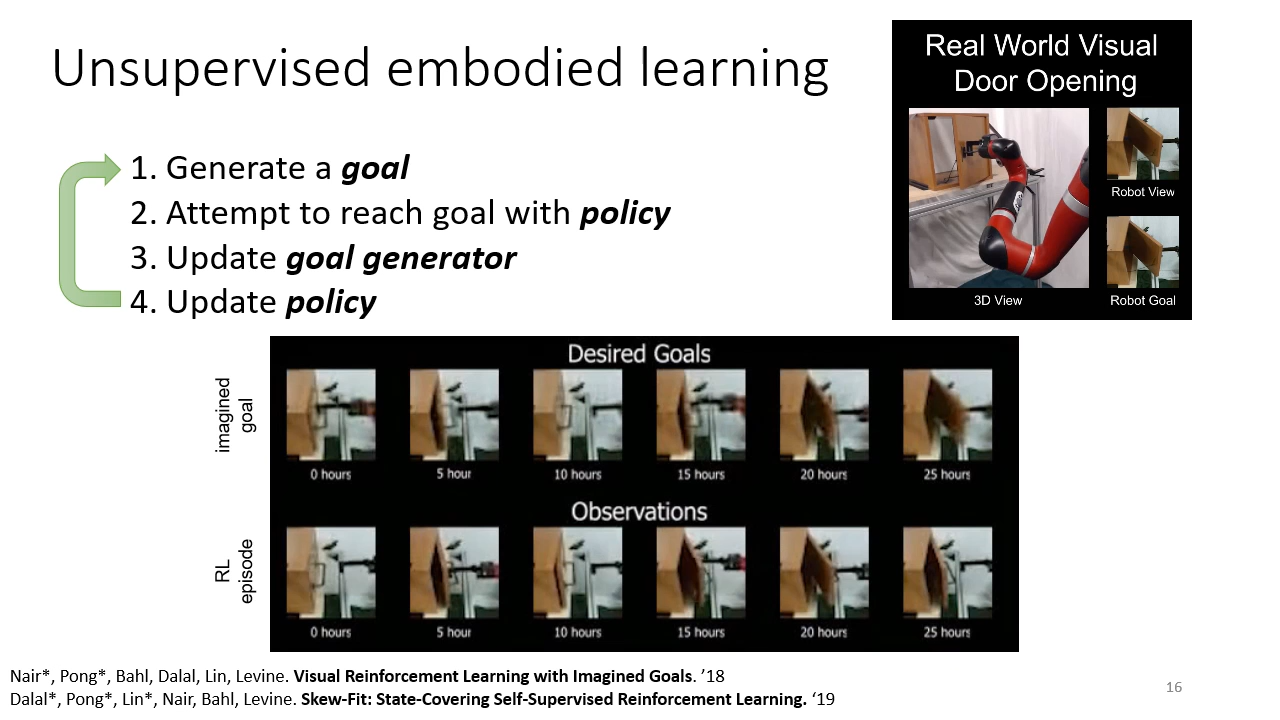 Unsupervised embodied learning
1. Generate a goal
2. Attempt to reach goal with policy
3. Update goal generator
4. Update policy
Real World Visual
Door Opening
3D View
Robot View
Robot Goal
Desired Goals
imagined
goal
0 hours 5 hour 10 hours 15 hours 20 hours 25 hours
Observations
RL
episode
0 hours 5 hour 10 hours 15 hours 20 hours 25 hours
Nair*, Pong*, Bahl, Dalal, Lin, Levine. Visual Reinforcement Learning with Imagined Goals. ’18
Dalal*, Pong*, Lin*, Nair, Bahl, Levine. Skew-Fit: State-Covering Self-Supervised Reinforcement Learning. ‘19
16